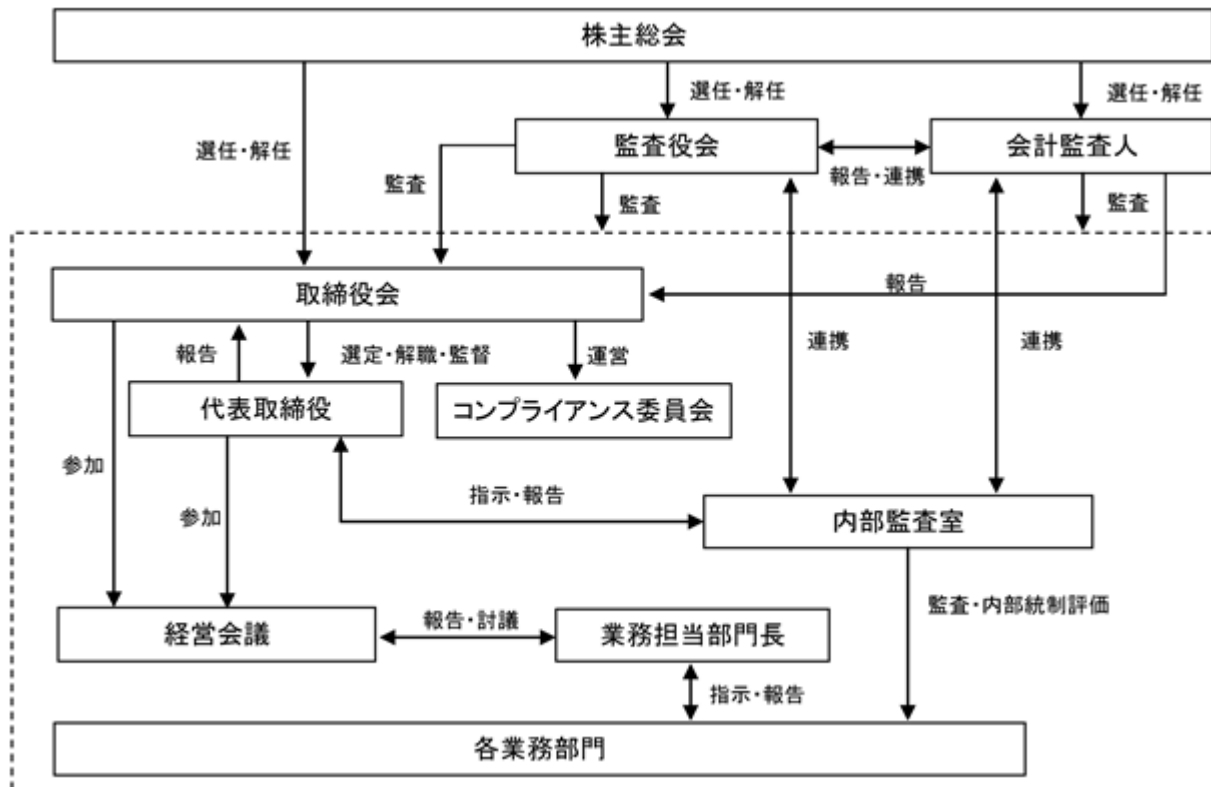 株主総会
選任・解任
選任・解任
選任・解任
監査役会
会計監査人
報告・連携
監査
監査
監査
取締役会
報告
報告
選定・解職・監督
運営
連携
連携
代表取締役
コンプライアンス委員会
参加
参加
指示・報告
内部監査室
監査・内部統制評価
経営会議
報告・討議
業務担当部門長
指示・報告
各業務部門